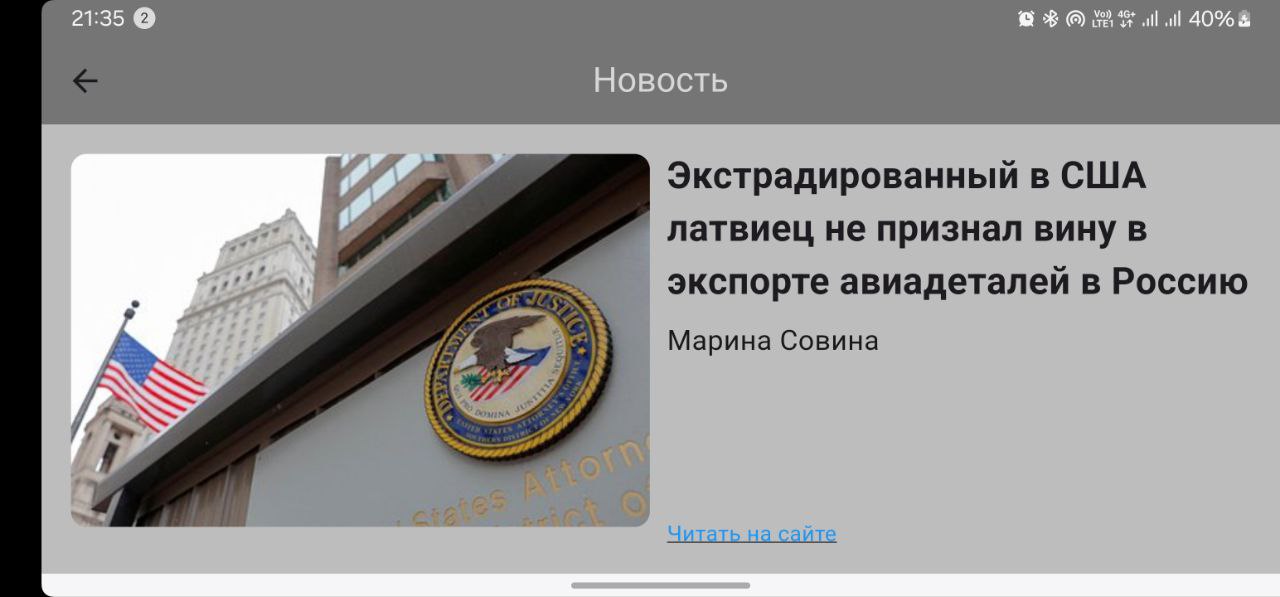 21:35 2
Vo)) 4G+
LTE1
40%
Новость
Экстрадированный в США
латвиец не признал вину в
экспорте авиадеталей в Россию
Марина Совина
DEPARTMENT OF JUSTICE
QUI PRO DOMINA JUSTITIA SEQUITUR
UNITED STATES ATTORNEY'S OFFICE
SOUTHERN DISTRICT OF NEW YORK
States Attorn
trict o
Читать на сайте